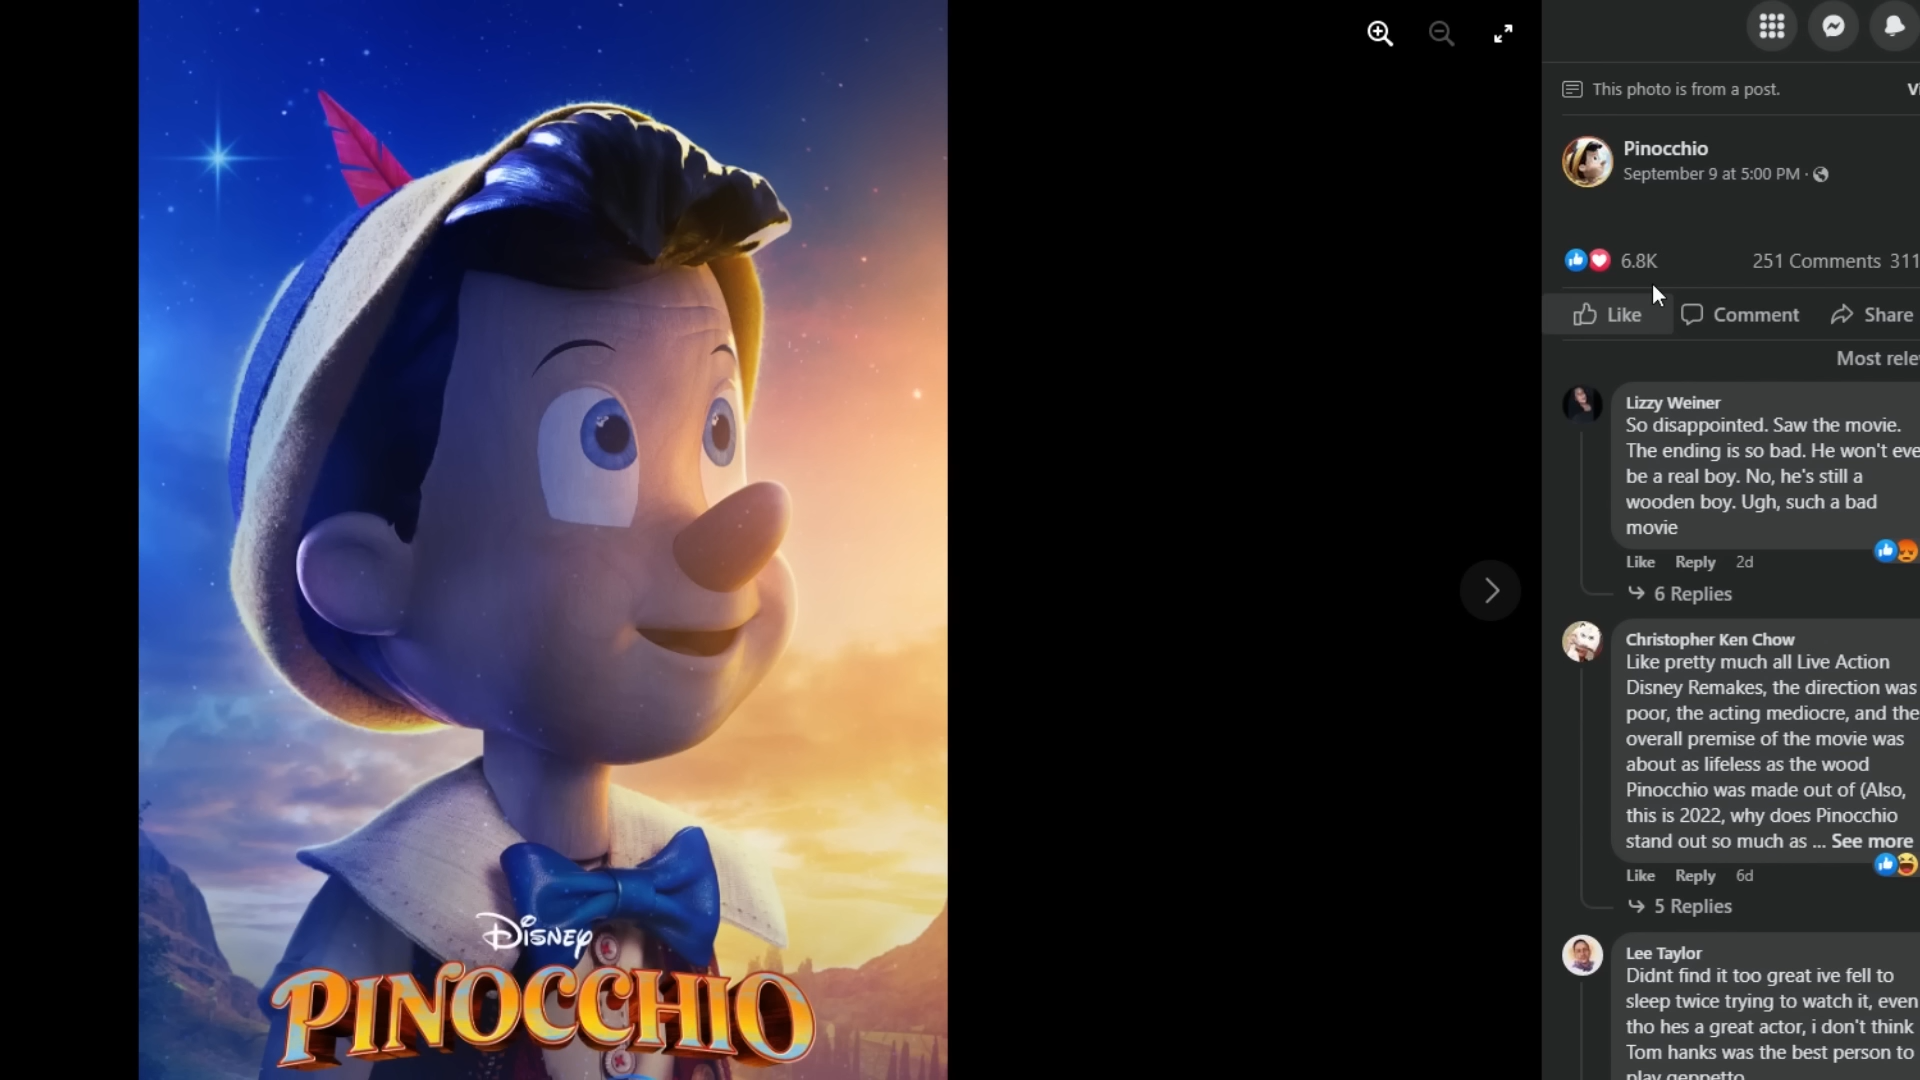 DISNEY
PINOCCHIO
This photo is from a post.
Pinocchio
September 9 at 5:00 PM ·
6.8K
251 Comments 311
Like
Comment
Share
Most rele
Lizzy Weiner
So disappointed. Saw the movie.
The ending is so bad. He won't eve
be a real boy. No, he's still a
wooden boy. Ugh, such a bad
movie
Like Reply 2d
6 Replies
Christopher Ken Chow
Like pretty much all Live Action
Disney Remakes, the direction was
poor, the acting mediocre, and the
overall premise of the movie was
about as lifeless as the wood
Pinocchio was made out of (Also,
this is 2022, why does Pinocchio
stand out so much as ... See more
Like Reply 6d
5 Replies
Lee Taylor
Didnt find it too great ive fell to
sleep twice trying to watch it, even
tho hes a great actor, i don't think
Tom hanks was the best person to
play geppetto